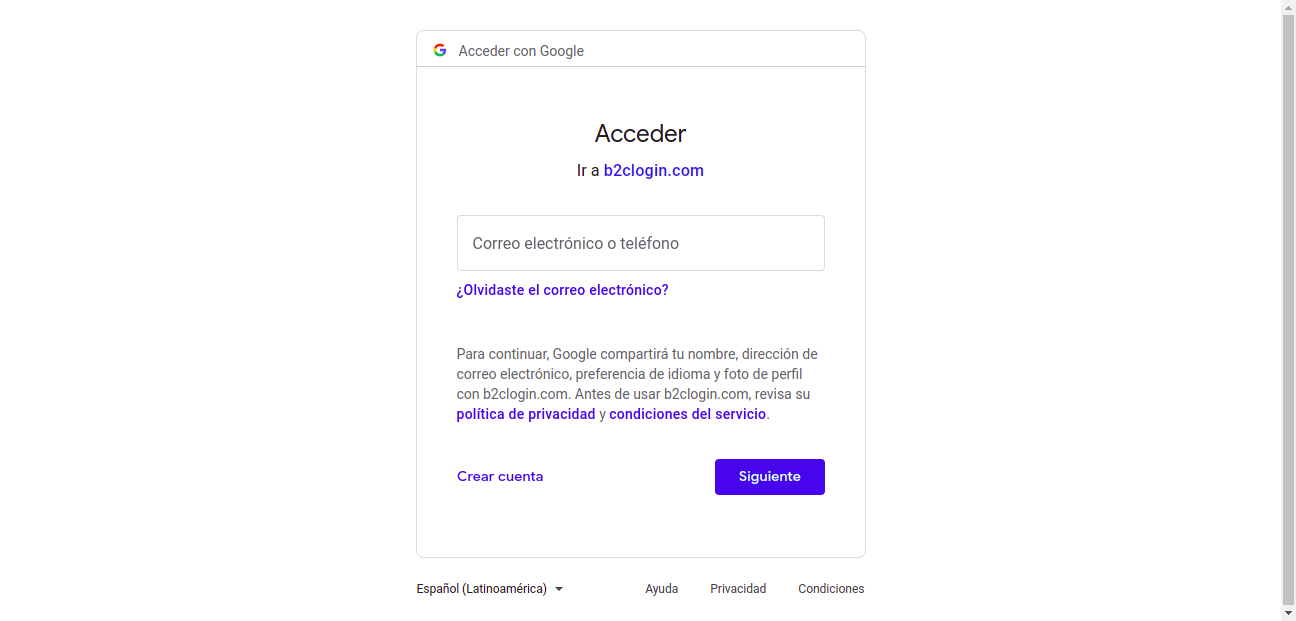 Acceder con Google
Acceder
Ir a b2clogin.com
Correo electrónico o teléfono
¿Olvidaste el correo electrónico?
Para continuar, Google compartirá tu nombre, dirección de
correo electrónico, preferencia de idioma y foto de perfil
con b2clogin.com. Antes de usar b2clogin.com, revisa su
política de privacidad y condiciones del servicio.
Crear cuenta
Siguiente
Español (Latinoamérica)
Ayuda
Privacidad
Condiciones